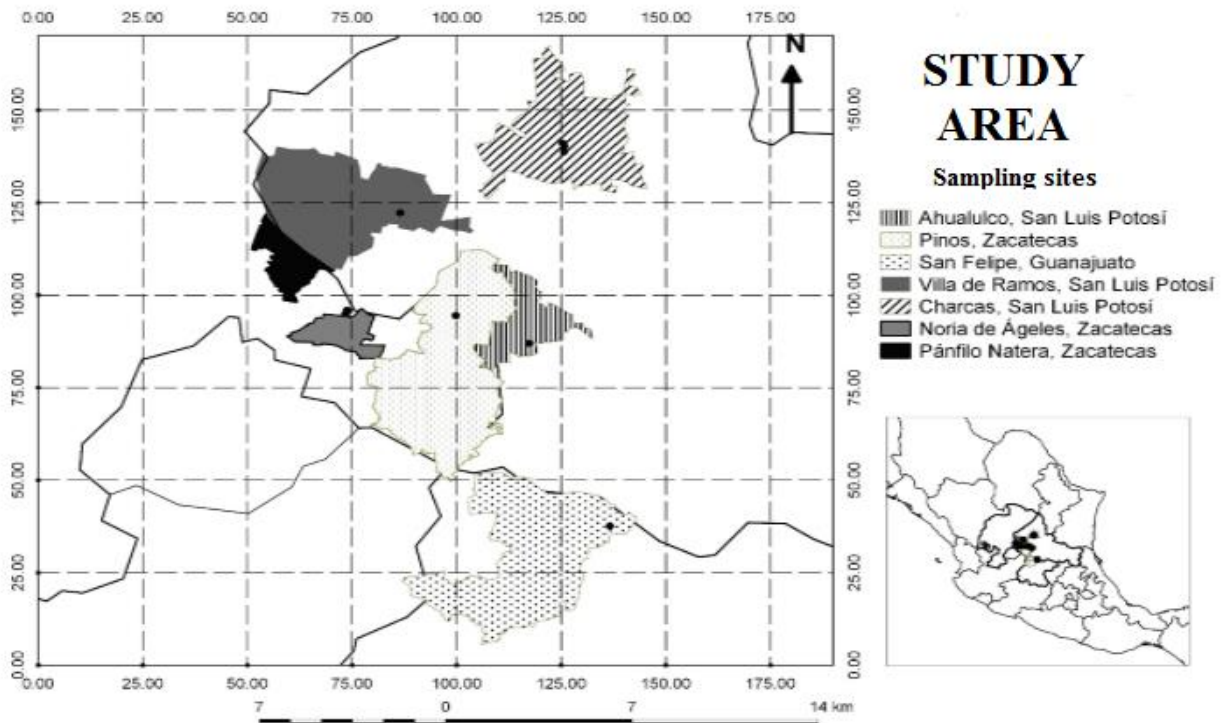 0.00 25.00 50.00 75.00 100.00 125.00 150.00 175.00
N
150.00 150.00
125.00 125.00
100.00 100.00
75.00 75.00
50.00 50.00
25.00 25.00
0.00 0.00
0.00 25.00 50.00 75.00 100.00 125.00 150.00 175.00
7 0 7 14 km
STUDY
AREA
Sampling sites
Ahualulco, San Luis Potosí
Pinos, Zacatecas
San Felipe, Guanajuato
Villa de Ramos, San Luis Potosí
Charcas, San Luis Potosí
Noria de Ágeles, Zacatecas
Pánfilo Natera, Zacatecas